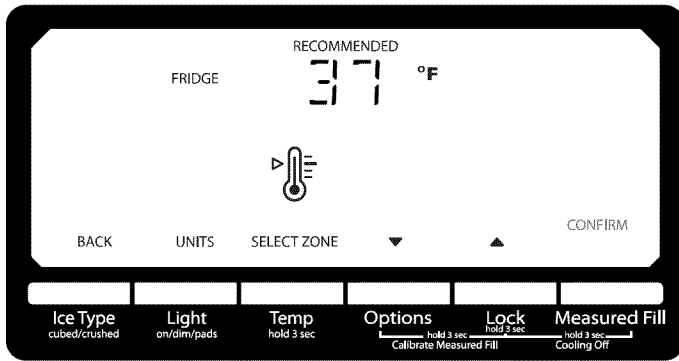 RECOMMENDED
FRIDGE 37 °F
BACK UNITS SELECT ZONE ▼ ▲ CONFIRM
Ice Type Light Temp Options Lock Measured Fill
cubed/crushed on/dim/pads hold 3 sec hold 3 sec hold 3 sec hold 3 sec
Calibrate Measured Fill Cooling Off